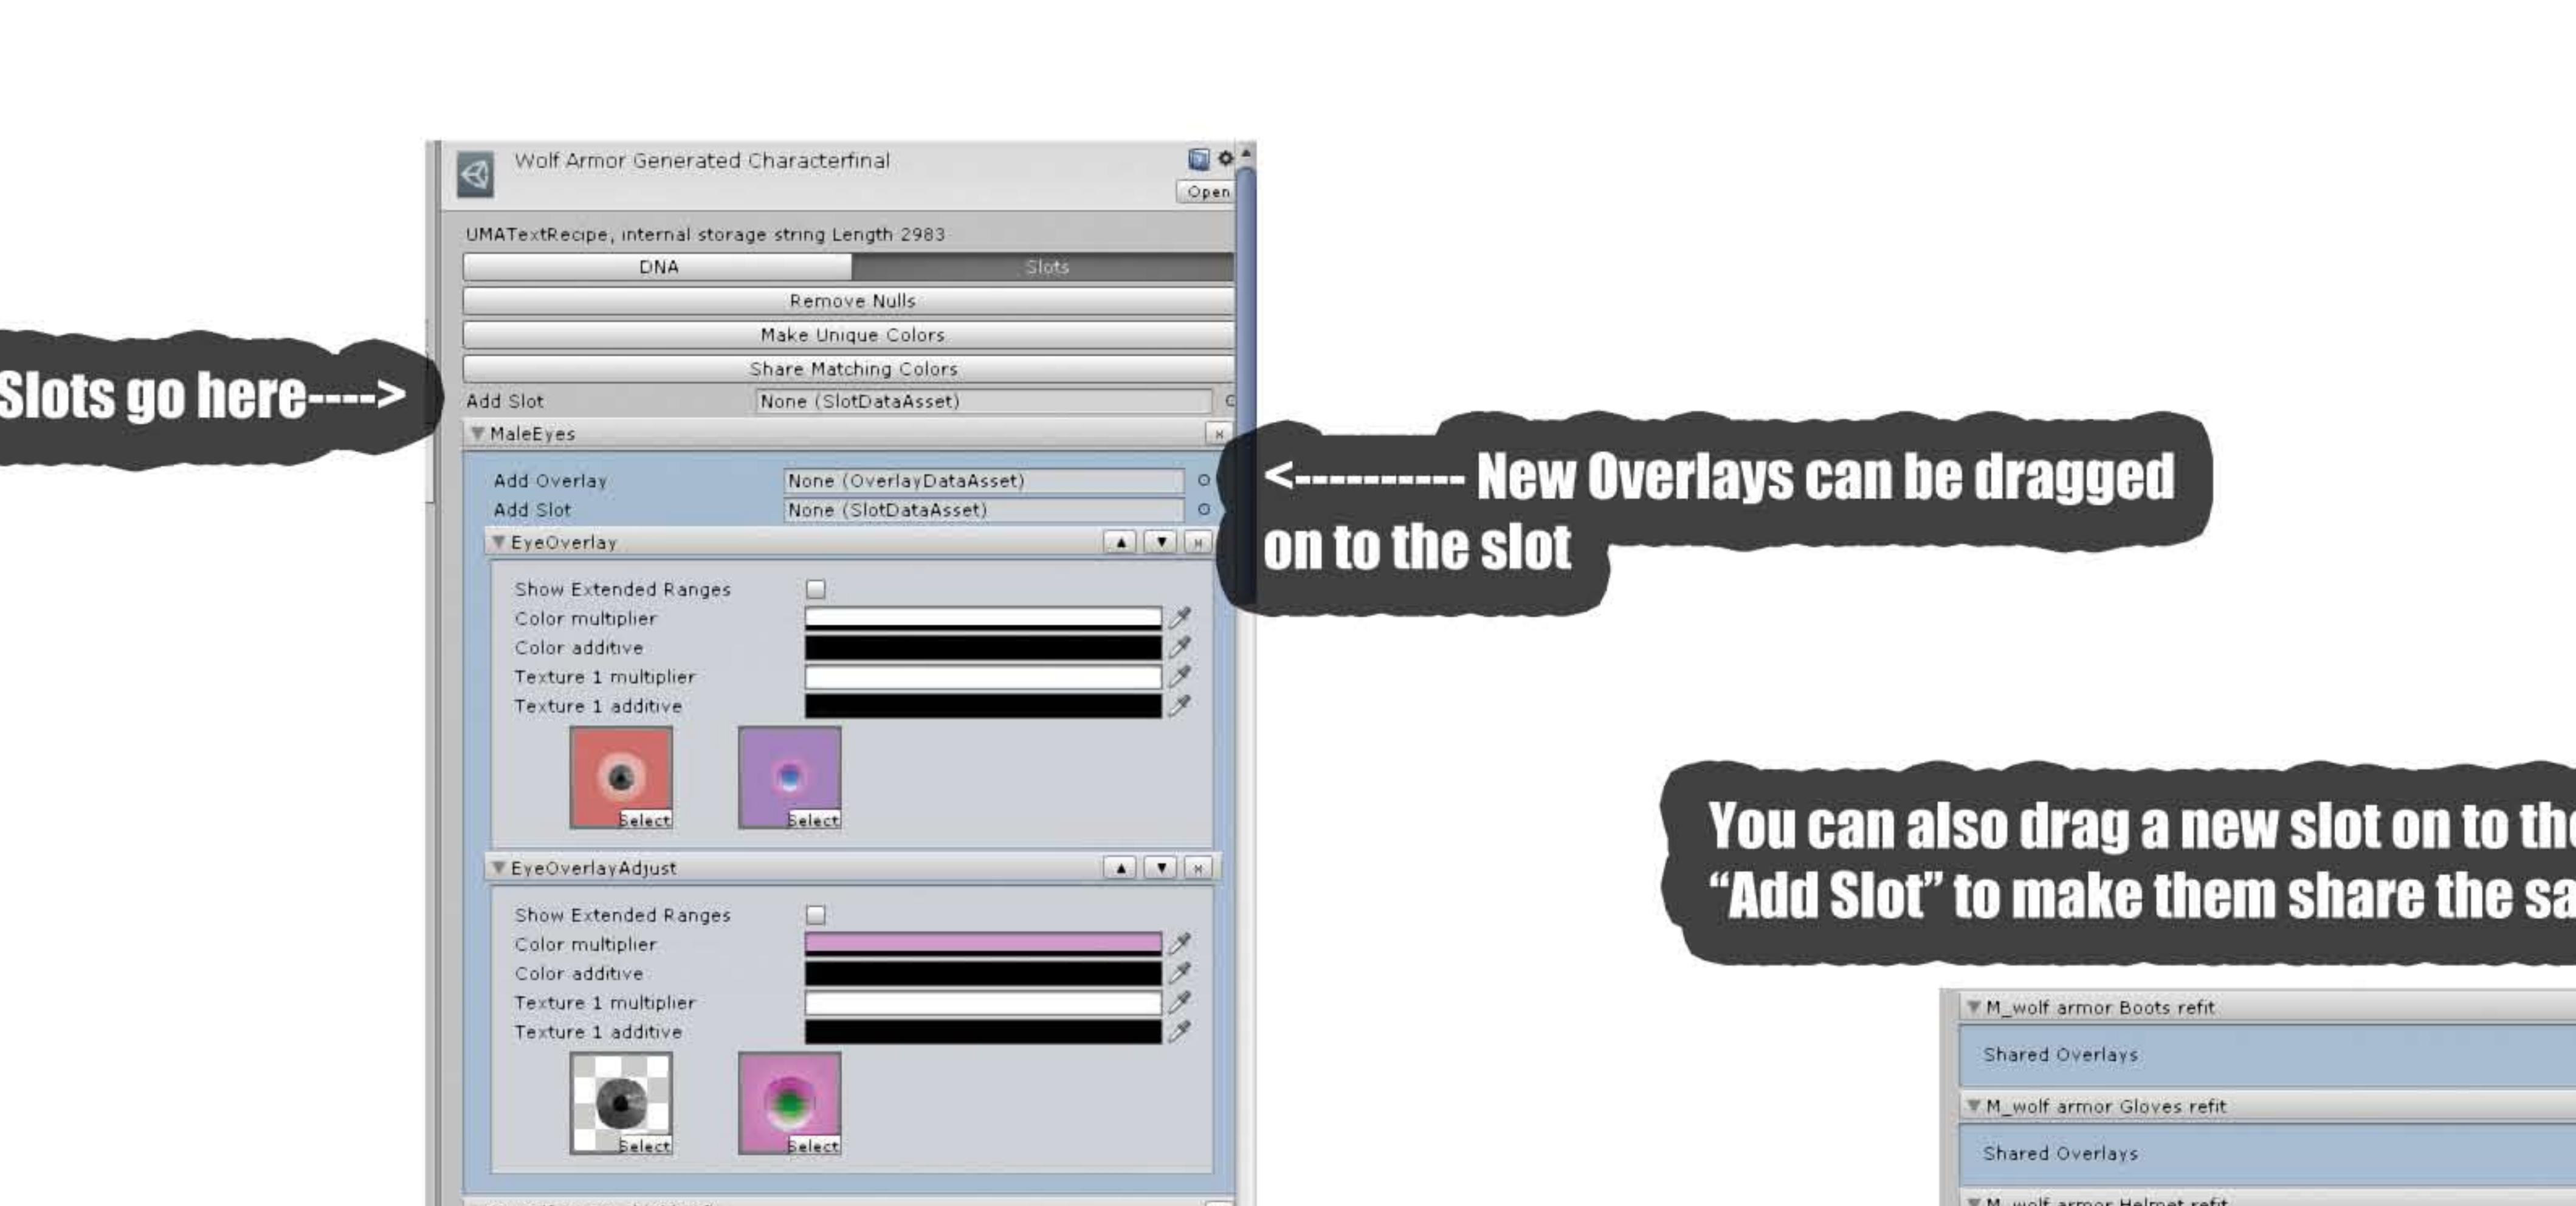 Wolf Armor Generated Characterfinal
Open
UMATextRecipe, internal storage string Length 2983
DNA Slots
Remove Nulls
Make Unique Colors
Share Matching Colors
Slots go here---->
Add Slot None (SlotDataAsset)
MaleEyes
Add Overlay None (OverlayDataAsset)
Add Slot None (SlotDataAsset)
<---------- New Overlays can be dragged
on to the slot
EyeOverlay
Show Extended Ranges
Color multiplier
Color additive
Texture 1 multiplier
Texture 1 additive
Select Select
EyeOverlayAdjust
Show Extended Ranges
Color multiplier
Color additive
Texture 1 multiplier
Texture 1 additive
Select Select
You can also drag a new slot on to the
“Add Slot” to make them share the sa
M_wolf armor Boots refit
Shared Overlays
M_wolf armor Gloves refit
Shared Overlays
M_wolf armor Helmet refit